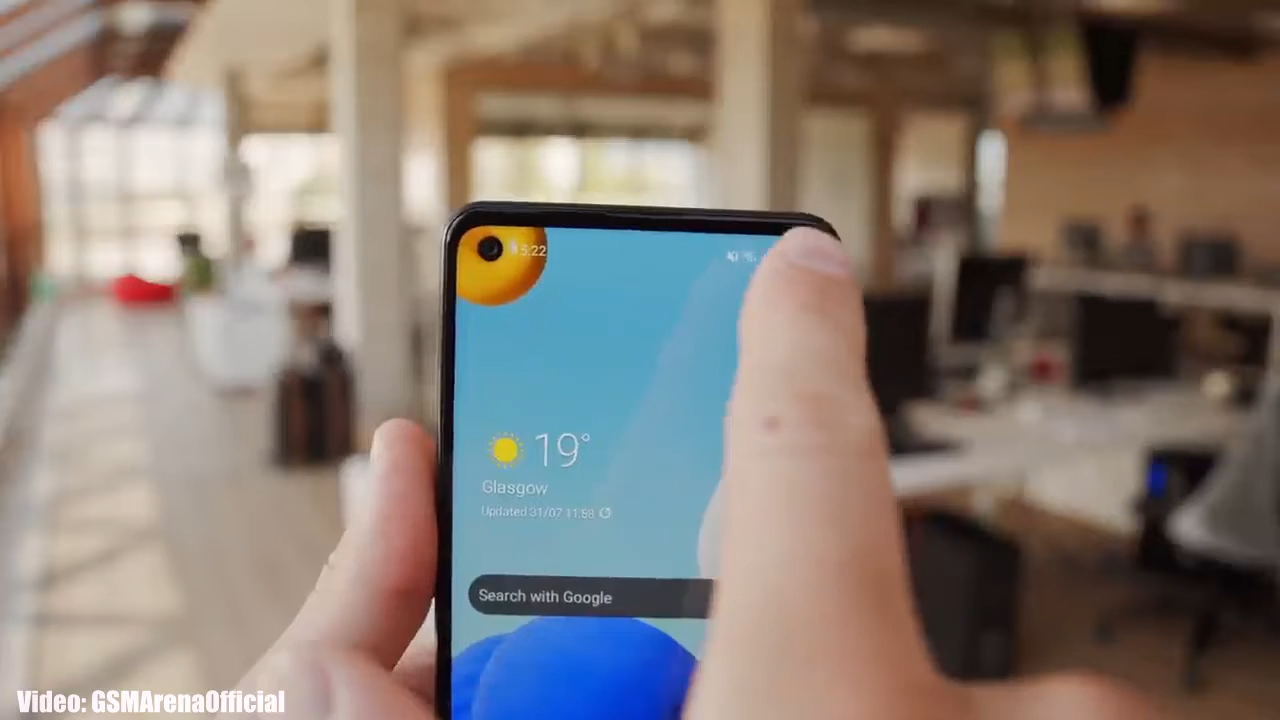 5:22
19°
Glasgow
Updated 31/07 11:58
Search with Google
Video: GSMArenaOfficial